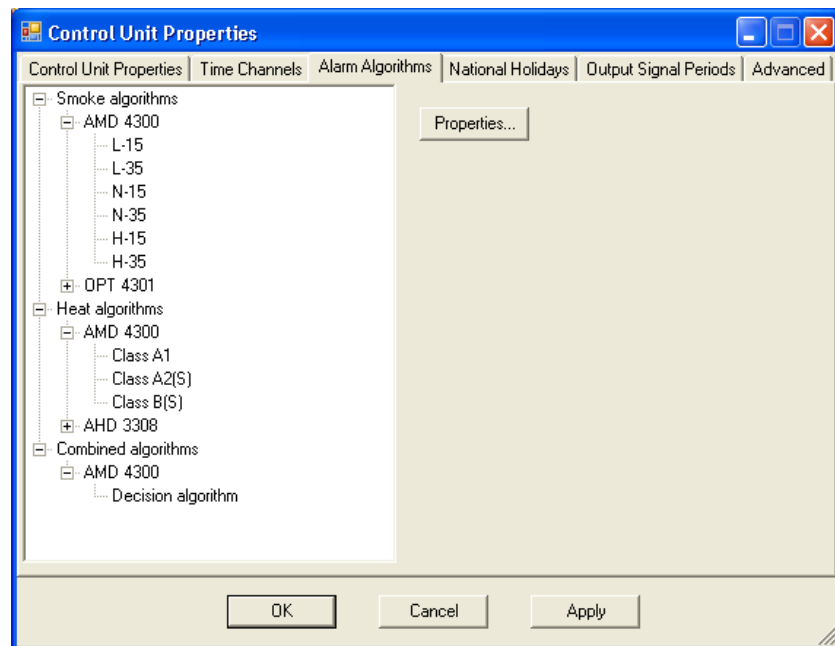 Control Unit Properties
Control Unit Properties Time Channels Alarm Algorithms National Holidays Output Signal Periods Advanced
Smoke algorithms
Properties...
AMD 4300
L-15
L-35
N-15
N-35
H-15
H-35
OPT 4301
Heat algorithms
AMD 4300
Class A1
Class A2(S)
Class B(S)
AHD 3308
Combined algorithms
AMD 4300
Decision algorithm
OK Cancel Apply